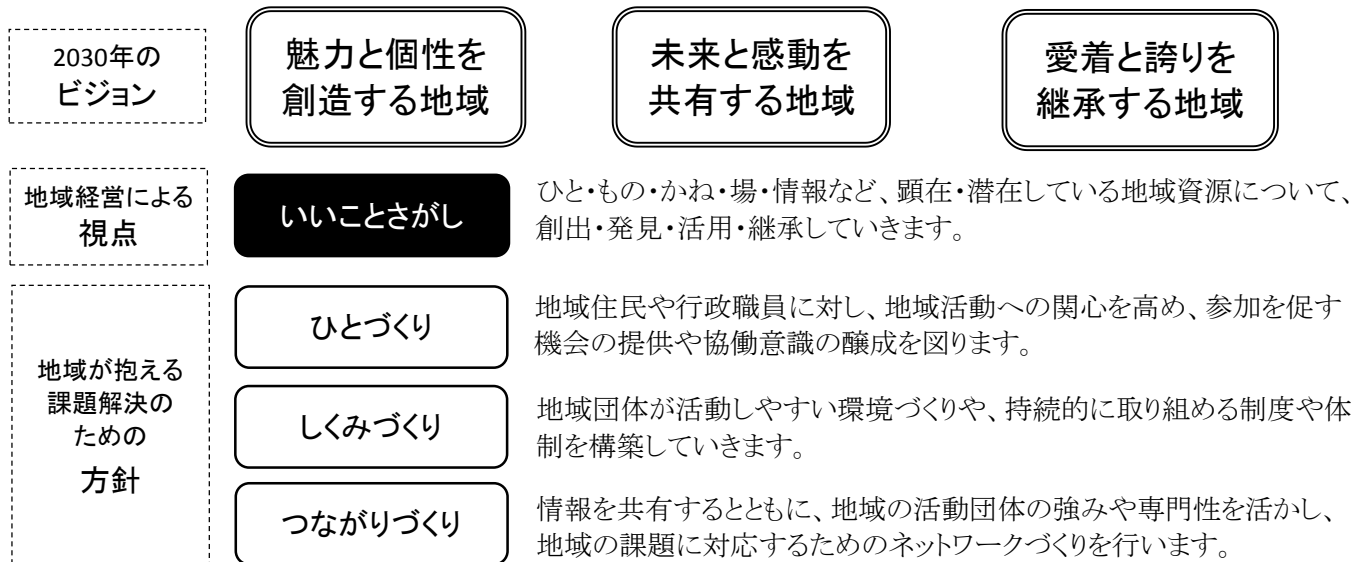 2030年の
ビジョン
魅力と個性を
創造する地域
未来と感動を
共有する地域
愛着と誇りを
継承する地域
地域経営による
視点
いいことさがし
ひと・もの・かね・場・情報など、顕在・潜在している地域資源について、
創出・発見・活用・継承していきます。
地域が抱える
課題解決の
ための
方針
ひとづくり
地域住民や行政職員に対し、地域活動への関心を高め、参加を促す
機会の提供や協働意識の醸成を図ります。
しくみづくり
地域団体が活動しやすい環境づくりや、持続的に取り組める制度や体
制を構築していきます。
つながりづくり
情報を共有するとともに、地域の活動団体の強みや専門性を活かし、
地域の課題に対応するためのネットワークづくりを行います。